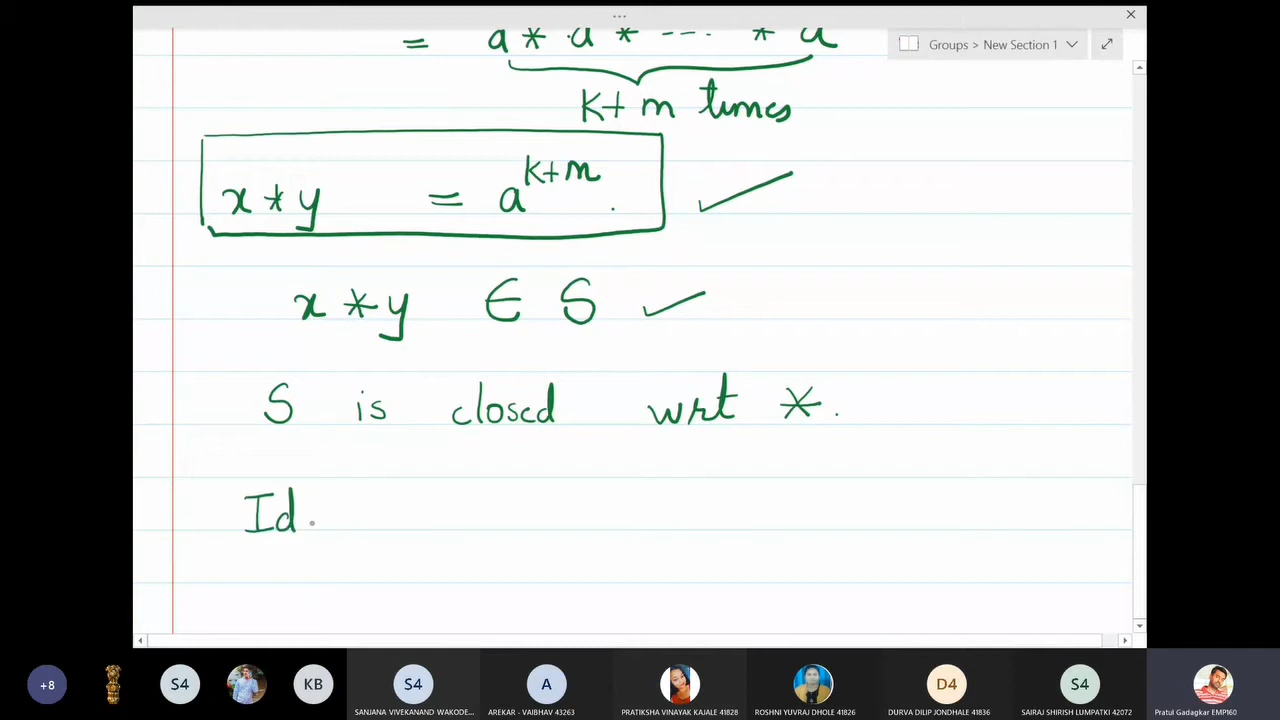 = a * a * --- * a
Groups > New Section 1
k+m times
x * y = a^{k+m}.
x * y ∈ S
S is closed wrt *.
Id
+8
S4
KB
S4
A
D4
S4
SANJANA VIVEKANAND WAKODE...
AREKAR - VAIBHAV 43263
PRATIKSHA VINAYAK KAJALE 41828
ROSHNI YUVRAJ DHOLE 41826
DURVA DILIP JONDHALE 41836
SAIRAJ SHIRISH LUMPATKI 42072
Pratul Gadagkar EMP160